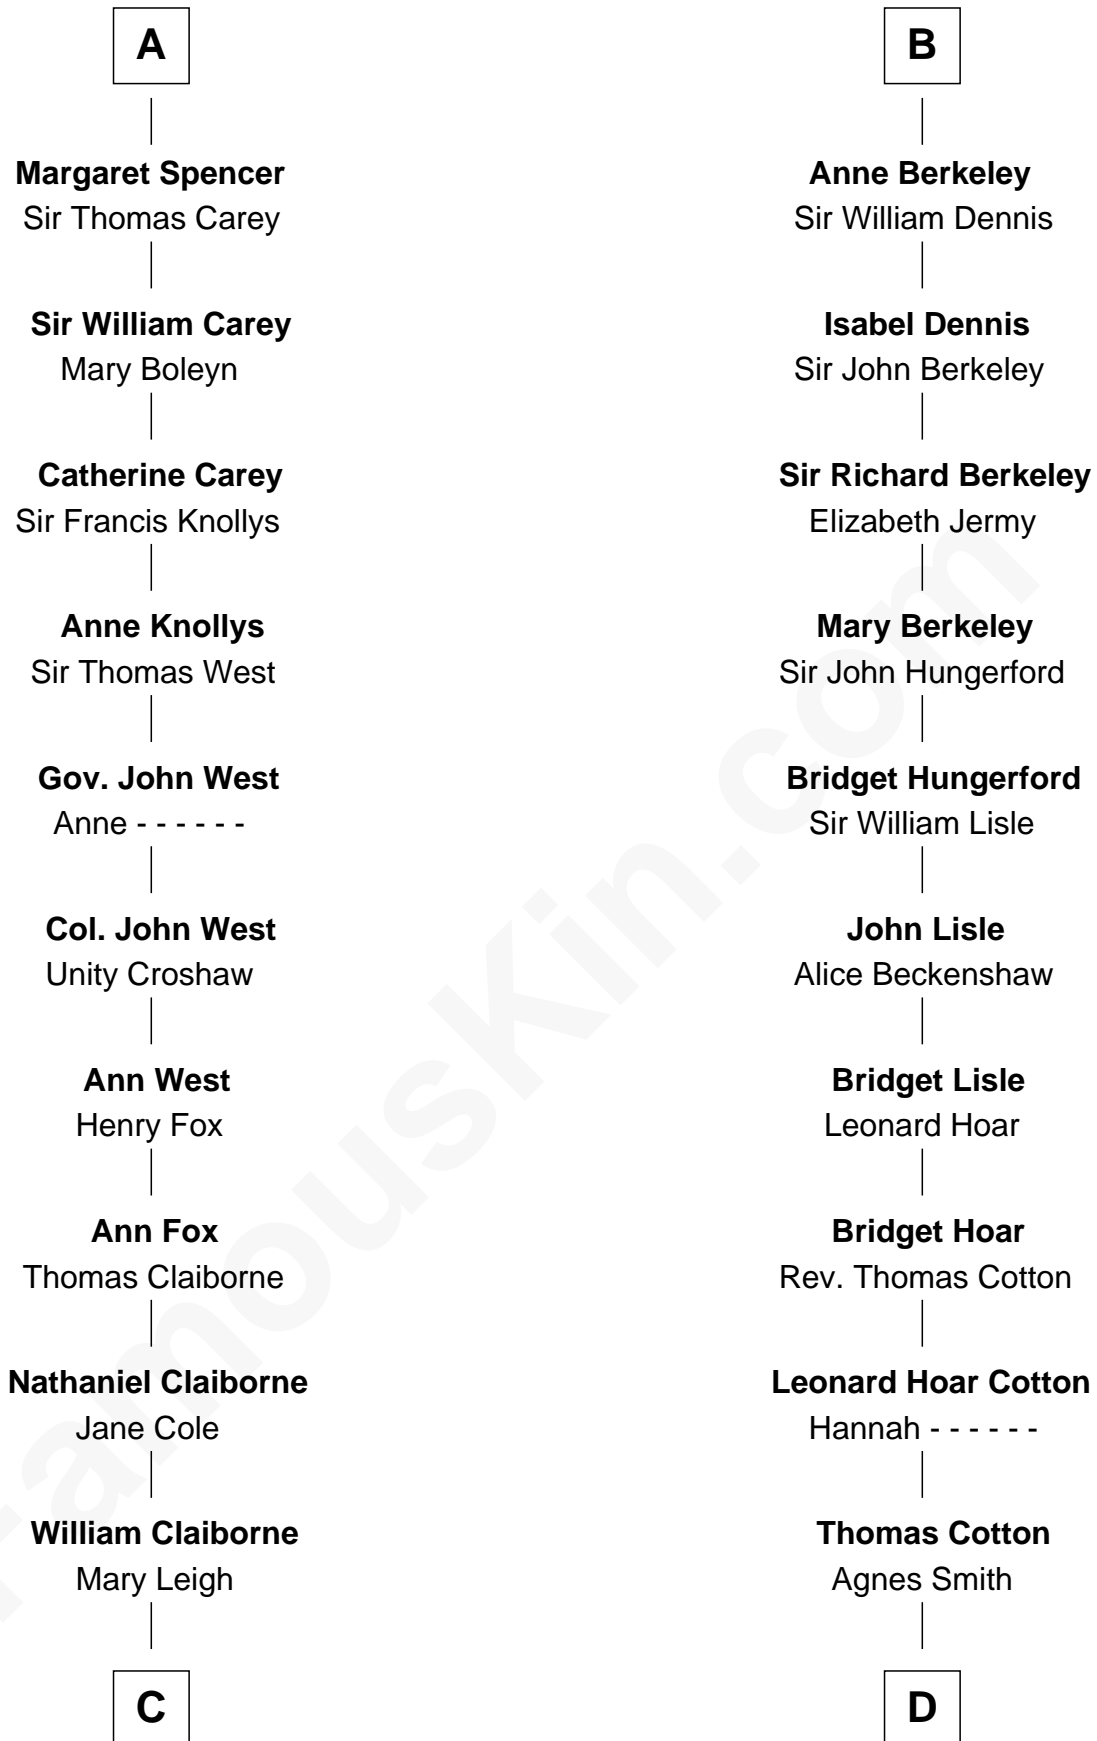 A
Margaret Spencer
Sir Thomas Carey
Sir William Carey
Mary Boleyn
Catherine Carey
Sir Francis Knollys
Anne Knollys
Sir Thomas West
Gov. John West
Anne - - - - - -
Col. John West
Unity Croshaw
Ann West
Henry Fox
Ann Fox
Thomas Claiborne
Nathaniel Claiborne
Jane Cole
William Claiborne
Mary Leigh
C
B
Anne Berkeley
Sir William Dennis
Isabel Dennis
Sir John Berkeley
Sir Richard Berkeley
Elizabeth Jermy
Mary Berkeley
Sir John Hungerford
Bridget Hungerford
Sir William Lisle
John Lisle
Alice Beckenshaw
Bridget Lisle
Leonard Hoar
Bridget Hoar
Rev. Thomas Cotton
Leonard Hoar Cotton
Hannah - - - - - -
Thomas Cotton
Agnes Smith
D
FamousKin.com